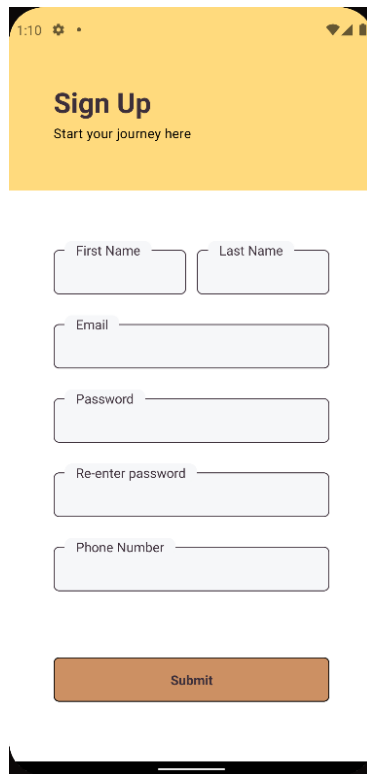 1:10
Sign Up
Start your journey here
First Name Last Name
Email
Password
Re-enter password
Phone Number
Submit